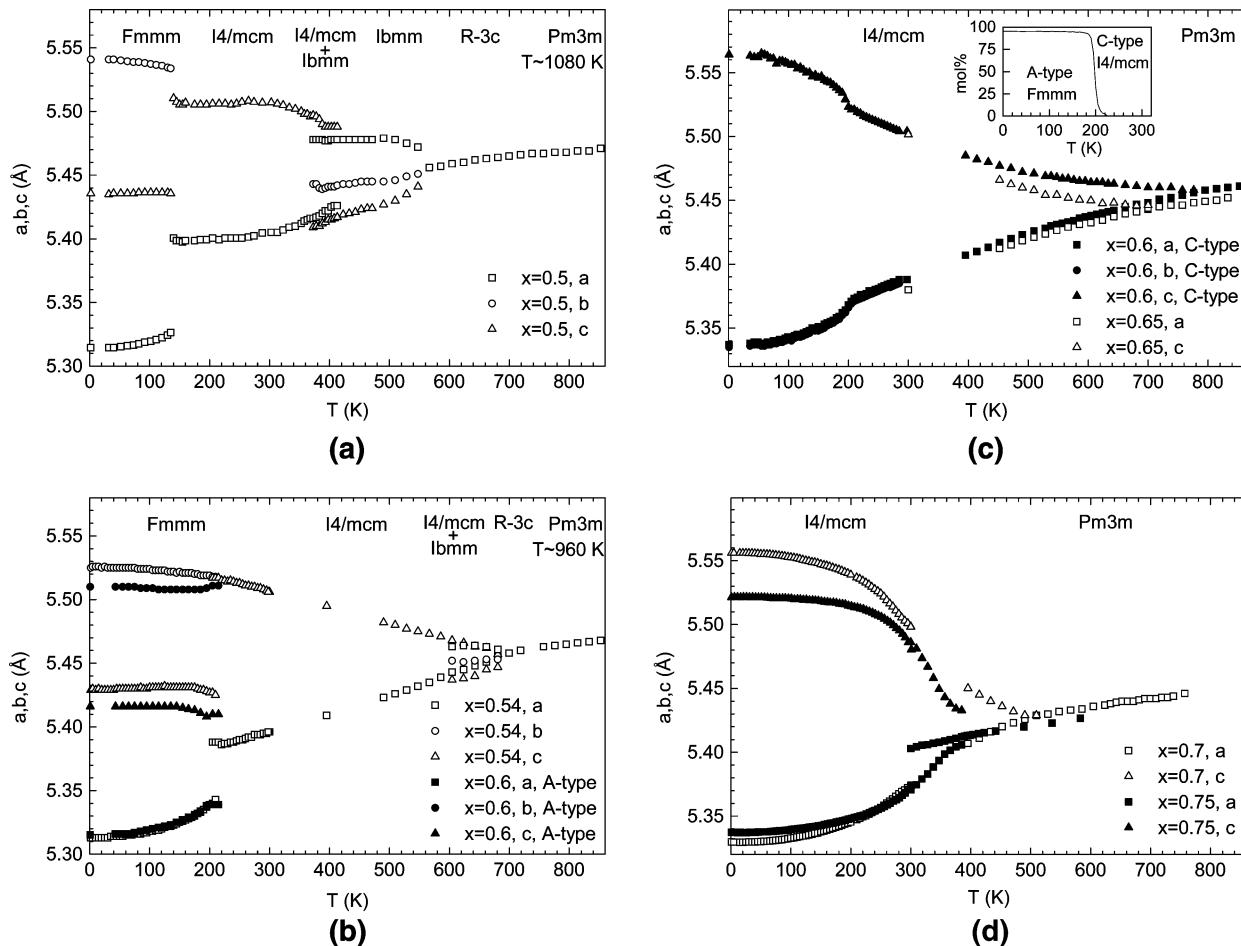 Fmmm I4/mcm I4/mcm + Ibmm Ibmm R-3c Pm3m
T~1080 K
a,b,c (Å)
5.55
5.50
5.45
5.40
5.35
5.30
x=0.5, a
x=0.5, b
x=0.5, c
0 100 200 300 400 500 600 700 800
T (K)
(a)
Fmmm I4/mcm I4/mcm + Ibmm R-3c Pm3m
T~960 K
a,b,c (Å)
5.55
5.50
5.45
5.40
5.35
5.30
x=0.54, a
x=0.54, b
x=0.54, c
x=0.6, a, A-type
x=0.6, b, A-type
x=0.6, c, A-type
0 100 200 300 400 500 600 700 800
T (K)
(b)
I4/mcm Pm3m
mol%
100
75
50
25
0
C-type
I4/mcm
A-type
Fmmm
0 100 200 300
T (K)
a,b,c (Å)
5.55
5.50
5.45
5.40
5.35
x=0.6, a, C-type
x=0.6, b, C-type
x=0.6, c, C-type
x=0.65, a
x=0.65, c
0 100 200 300 400 500 600 700 800
T (K)
(c)
I4/mcm Pm3m
a,b,c (Å)
5.55
5.50
5.45
5.40
5.35
x=0.7, a
x=0.7, c
x=0.75, a
x=0.75, c
0 100 200 300 400 500 600 700 800
T (K)
(d)